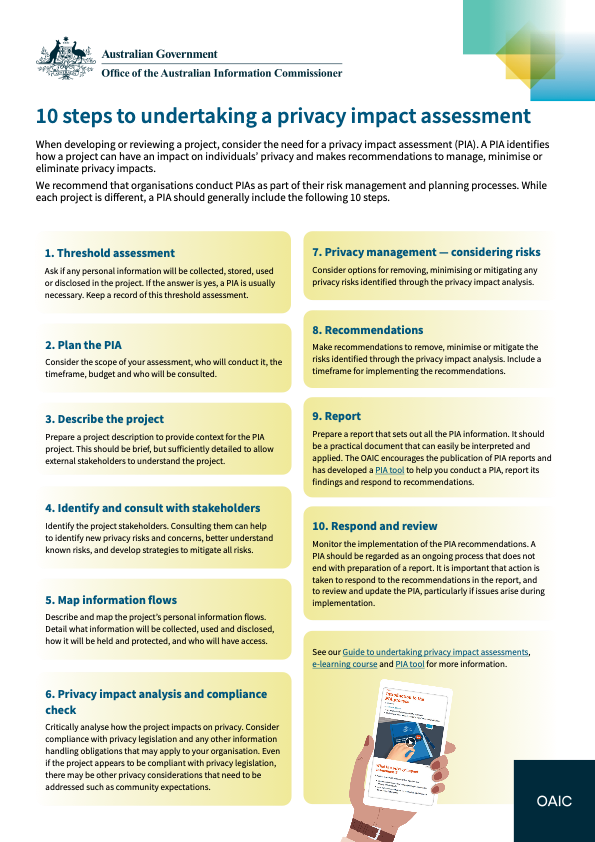 Australian Government
Office of the Australian Information Commissioner
10 steps to undertaking a privacy impact assessment
When developing or reviewing a project, consider the need for a privacy impact assessment (PIA). A PIA identifies
how a project can have an impact on individuals’ privacy and makes recommendations to manage, minimise or
eliminate privacy impacts.
We recommend that organisations conduct PIAs as part of their risk management and planning processes. While
each project is different, a PIA should generally include the following 10 steps.
1. Threshold assessment
Ask if any personal information will be collected, stored, used
or disclosed in the project. If the answer is yes, a PIA is usually
necessary. Keep a record of this threshold assessment.
2. Plan the PIA
Consider the scope of your assessment, who will conduct it, the
timeframe, budget and who will be consulted.
3. Describe the project
Prepare a project description to provide context for the PIA
project. This should be brief, but sufficiently detailed to allow
external stakeholders to understand the project.
4. Identify and consult with stakeholders
Identify the project stakeholders. Consulting them can help
to identify new privacy risks and concerns, better understand
known risks, and develop strategies to mitigate all risks.
5. Map information flows
Describe and map the project’s personal information flows.
Detail what information will be collected, used and disclosed,
how it will be held and protected, and who will have access.
6. Privacy impact analysis and compliance
check
Critically analyse how the project impacts on privacy. Consider
compliance with privacy legislation and any other information
handling obligations that may apply to your organisation. Even
if the project appears to be compliant with privacy legislation,
there may be other privacy considerations that need to be
addressed such as community expectations.
7. Privacy management — considering risks
Consider options for removing, minimising or mitigating any
privacy risks identified through the privacy impact analysis.
8. Recommendations
Make recommendations to remove, minimise or mitigate the
risks identified through the privacy impact analysis. Include a
timeframe for implementing the recommendations.
9. Report
Prepare a report that sets out all the PIA information. It should
be a practical document that can easily be interpreted and
applied. The OAIC encourages the publication of PIA reports and
has developed a PIA tool to help you conduct a PIA, report its
findings and respond to recommendations.
10. Respond and review
Monitor the implementation of the PIA recommendations. A
PIA should be regarded as an ongoing process that does not
end with preparation of a report. It is important that action is
taken to respond to the recommendations in the report, and
to review and update the PIA, particularly if issues arise during
implementation.
See our Guide to undertaking privacy impact assessments,
e-learning course and PIA tool for more information.
Introduction to the
PIA process
OAIC